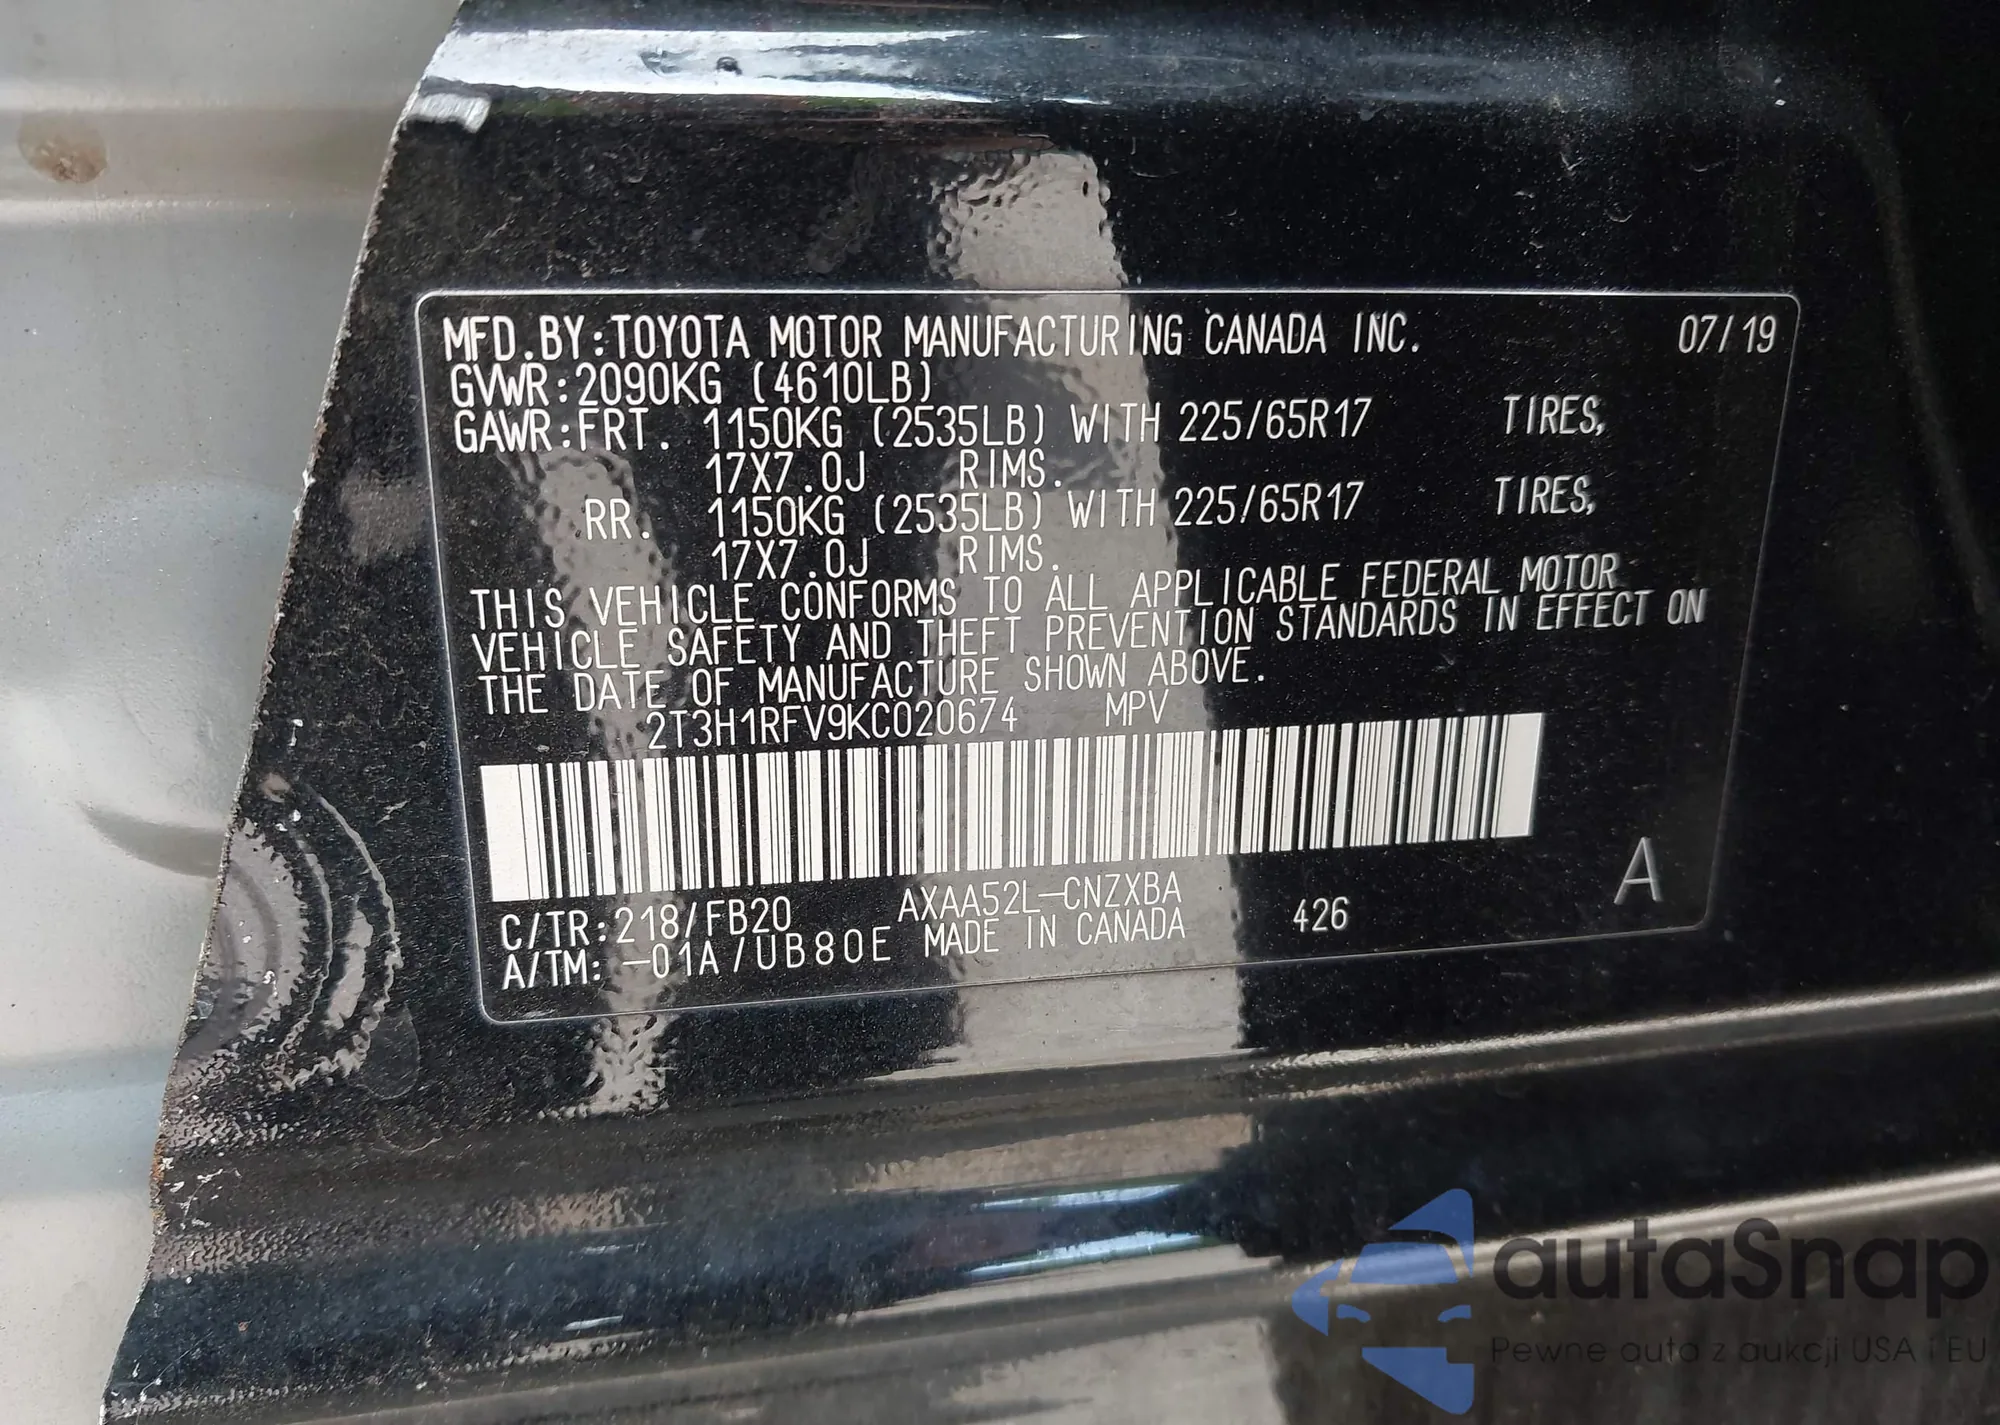 MFD.BY:TOYOTA MOTOR MANUFACTURING CANADA INC. 07/19
GVWR:2090KG (4610LB)
GAWR:FRT. 1150KG (2535LB) WITH 225/65R17 TIRES,
17X7.0J RIMS.
RR. 1150KG (2535LB) WITH 225/65R17 TIRES,
17X7.0J RIMS.
THIS VEHICLE CONFORMS TO ALL APPLICABLE FEDERAL MOTOR
VEHICLE SAFETY AND THEFT PREVENTION STANDARDS IN EFFECT ON
THE DATE OF MANUFACTURE SHOWN ABOVE.
2T3H1RFV9KC020674 MPV
C/TR:218/FB20 AXAA52L-CNZXBA 426 A
A/TM: -01A/UB80E MADE IN CANADA
autaSnap
Pewne auta z aukcji USA i EU